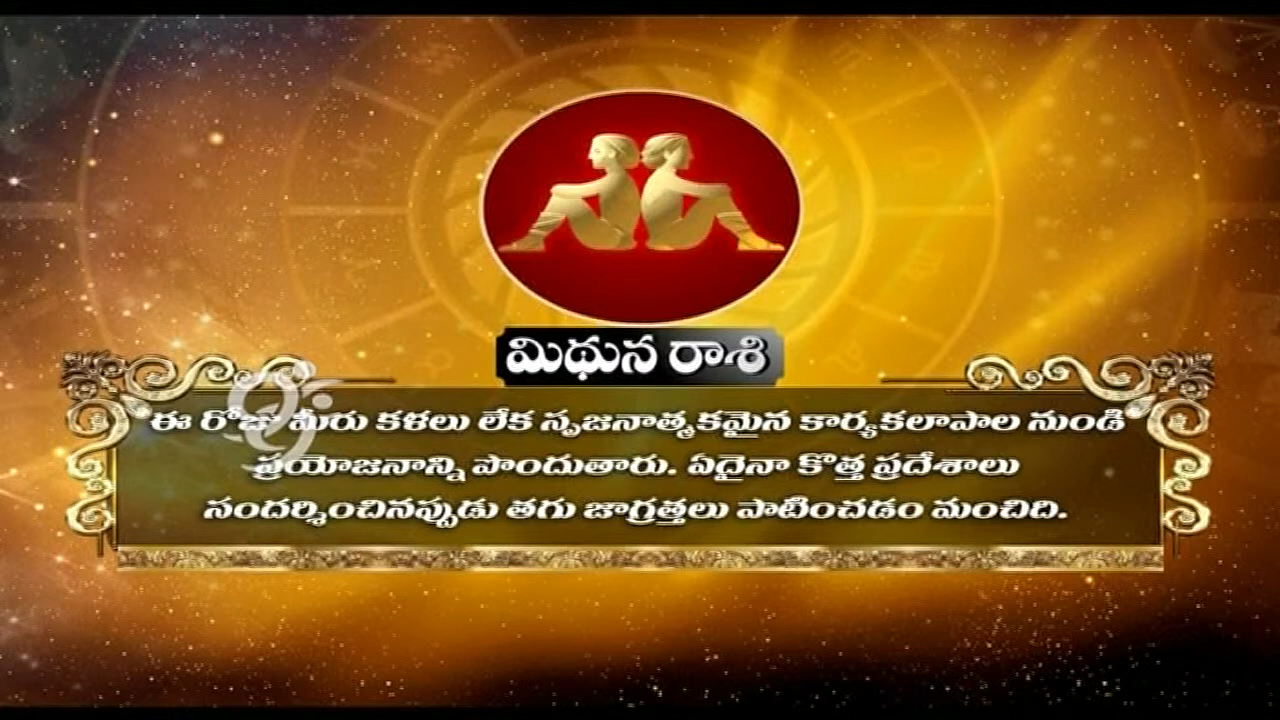 మిథున రాశి
ఈ రోజు మీరు కళలు లేక సృజనాత్మకమైన కార్యకలాపాల నుండి
ప్రయోజనాన్ని పొందుతారు. ఏదైనా కొత్త ప్రదేశాలు
సందర్శించినప్పుడు తగు జాగ్రత్తలు పాటించడం మంచిది.